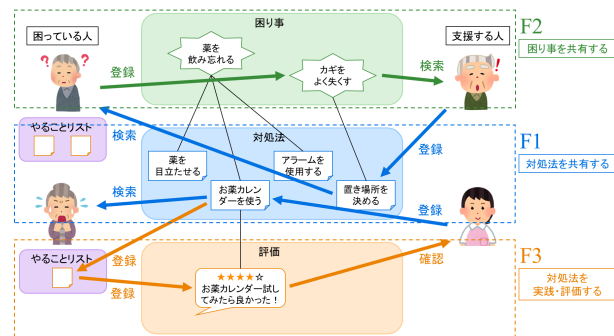 困り事
困っている人
支援する人
F2
困り事を共有する
薬を
飲み忘れる
カギを
よく失くす
登録
検索
??
!
やることリスト
検索
対処法
登録
F1
対処法を共有する
薬を
目立たせる
アラームを
使用する
お薬カレン
ダーを使う
置き場所を
決める
検索
登録
やることリスト
登録
登録
評価
確認
F3
対処法を
実践・評価する
★★★★☆
お薬カレンダー試し
てみたら良かった!